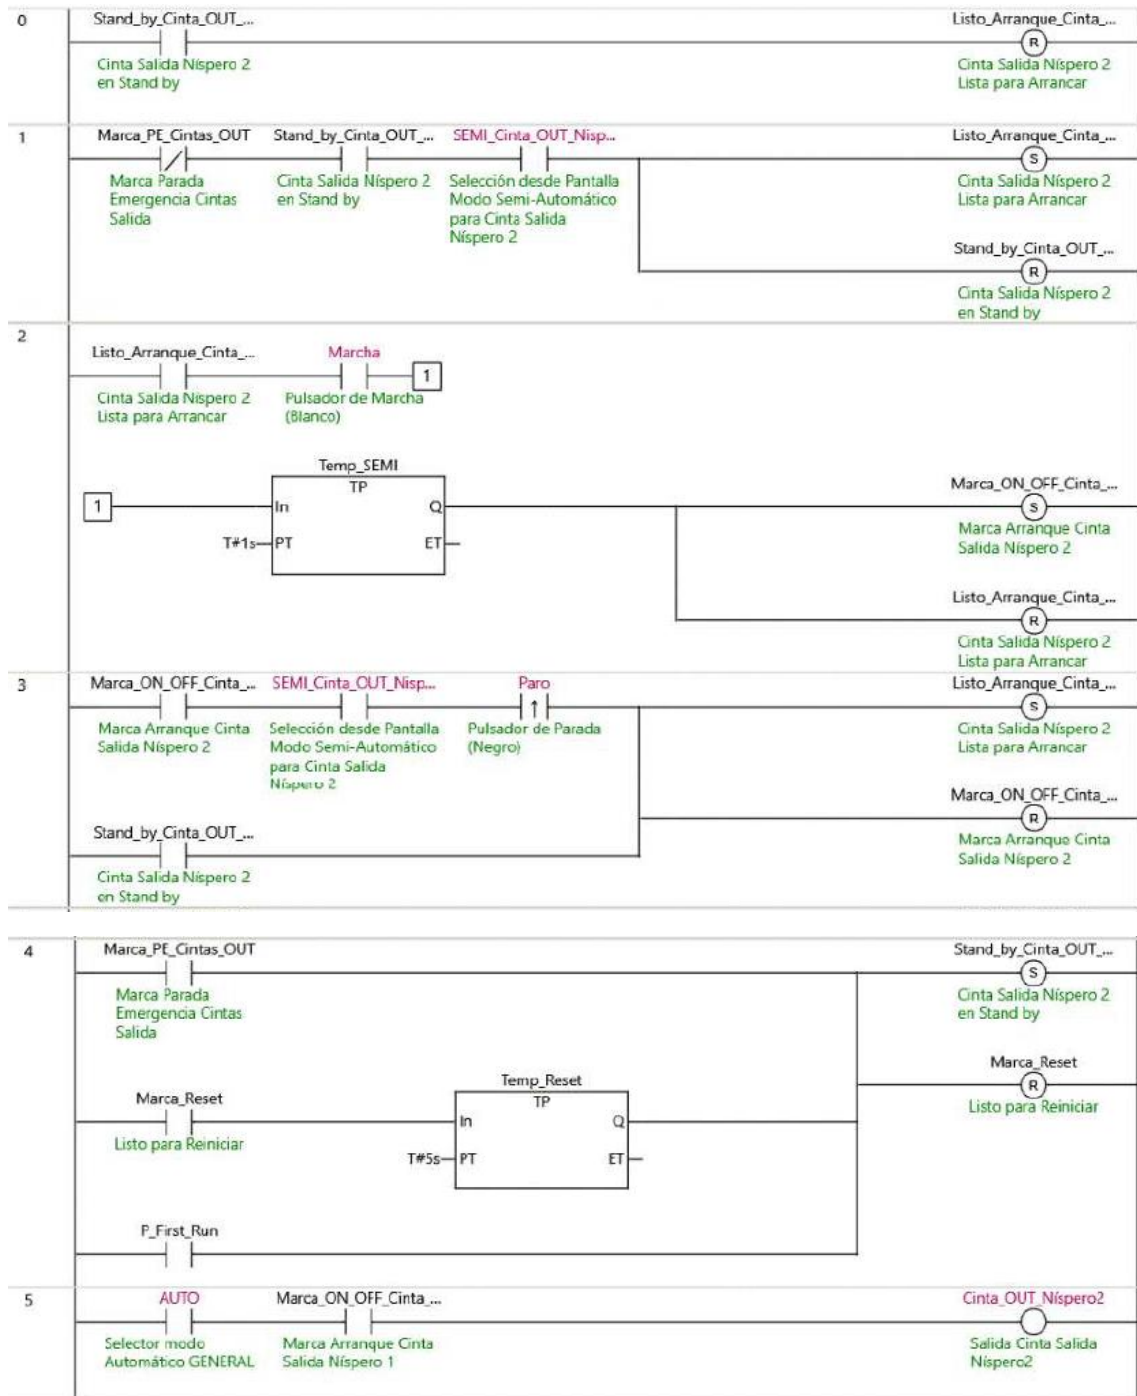 0
Stand_by_Cinta_OUT_...
Listo_Arranque_Cinta_...
R
Cinta Salida Níspero 2
en Stand by
Cinta Salida Níspero 2
Lista para Arrancar
1
Marca_PE_Cintas_OUT
Stand_by_Cinta_OUT_...
SEMI_Cinta_OUT_Nisp...
Listo_Arranque_Cinta_...
S
Marca Parada
Emergencia Cintas
Salida
Cinta Salida Níspero 2
en Stand by
Selección desde Pantalla
Modo Semi-Automático
para Cinta Salida
Níspero 2
Cinta Salida Níspero 2
Lista para Arrancar
Stand_by_Cinta_OUT_...
R
Cinta Salida Níspero 2
en Stand by
2
Listo_Arranque_Cinta_...
Marcha
1
Cinta Salida Níspero 2
Lista para Arrancar
Pulsador de Marcha
(Blanco)
Temp_SEMI
TP
1
In
Q
T#1s
PT
ET
Marca_ON_OFF_Cinta_...
S
Marca Arranque Cinta
Salida Níspero 2
Listo_Arranque_Cinta_...
R
Cinta Salida Níspero 2
Lista para Arrancar
3
Marca_ON_OFF_Cinta_...
SEMI_Cinta_OUT_Nisp...
Paro
Listo_Arranque_Cinta_...
S
Marca Arranque Cinta
Salida Níspero 2
Selección desde Pantalla
Modo Semi-Automático
para Cinta Salida
Níspero 2
Pulsador de Parada
(Negro)
Cinta Salida Níspero 2
Lista para Arrancar
Marca_ON_OFF_Cinta_...
R
Marca Arranque Cinta
Salida Níspero 2
Stand_by_Cinta_OUT_...
Cinta Salida Níspero 2
en Stand by
4
Marca_PE_Cintas_OUT
Stand_by_Cinta_OUT_...
S
Marca Parada
Emergencia Cintas
Salida
Cinta Salida Níspero 2
en Stand by
Marca_Reset
R
Listo para Reiniciar
Marca_Reset
Listo para Reiniciar
Temp_Reset
TP
In
Q
T#5s
PT
ET
P_First_Run
5
AUTO
Marca_ON_OFF_Cinta_...
Cinta_OUT_Níspero2
Selector modo
Automático GENERAL
Marca Arranque Cinta
Salida Níspero 1
Salida Cinta Salida
Níspero2